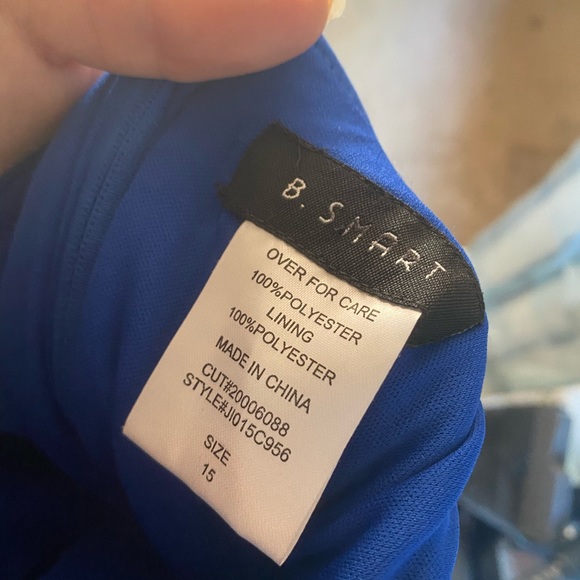 B. SMART
OVER FOR CARE
100%POLYESTER
LINING
100%POLYESTER
MADE IN CHINA
CUT#20006088
STYLE#JI015C956
SIZE
15